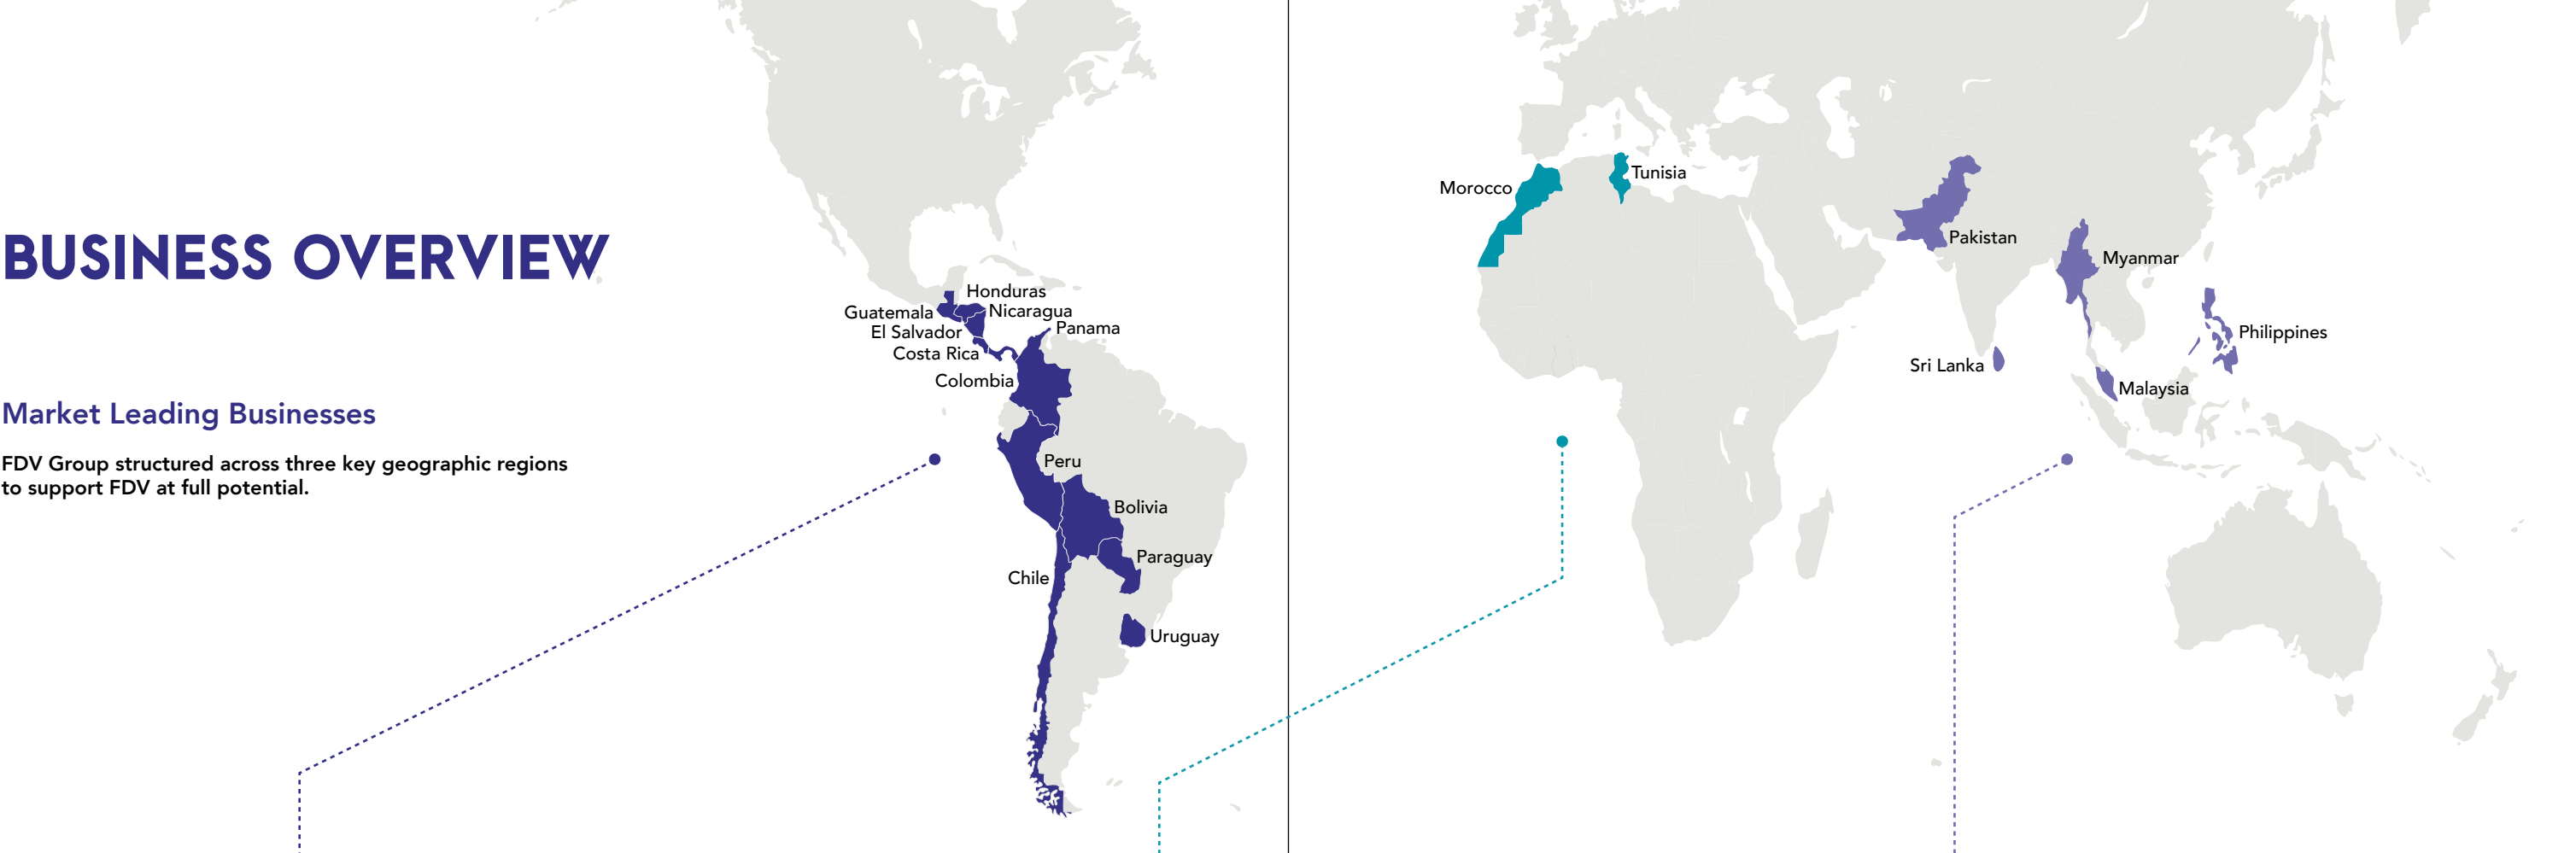 BUSINESS OVERVIEW
Market Leading Businesses
FDV Group structured across three key geographic regions
to support FDV at full potential.
Honduras
Guatemala
Nicaragua
El Salvador
Panama
Costa Rica
Colombia
Peru
Bolivia
Paraguay
Chile
Uruguay
Morocco
Tunisia
Pakistan
Myanmar
Philippines
Sri Lanka
Malaysia